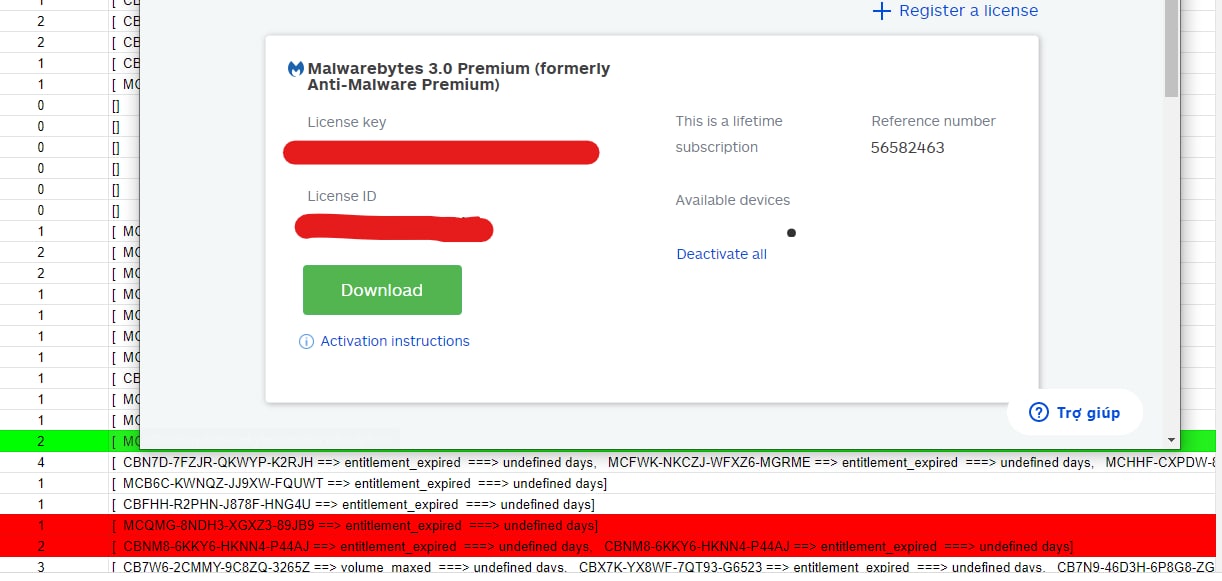 1 [ CB
2 [ CB
2 [ CB
1 [ CB
1 [ MC
0 []
0 []
0 []
0 []
0 []
0 []
1 [ MC
2 [ MC
2 [ MC
1 [ MC
1 [ MC
1 [ MC
1 [ MC
1 [ CB
1 [ MC
1 [ MC
2 [ MC
+ Register a license
Malwarebytes 3.0 Premium (formerly
Anti-Malware Premium)
License key
This is a lifetime
subscription
Reference number
56582463
License ID
Available devices
Deactivate all
Download
Activation instructions
Trợ giúp
4 [ CBN7D-7FZJR-QKWYP-K2RJH ==> entitlement_expired ===> undefined days, MCFWK-NKCZJ-WFXZ6-MGRME ==> entitlement_expired ===> undefined days, MCHHF-CXPDW-8
1 [ MCB6C-KWNQZ-JJ9XW-FQUWT ==> entitlement_expired ===> undefined days]
1 [ CBFHH-R2PHN-J878F-HNG4U ==> entitlement_expired ===> undefined days]
1 [ MCQMG-8NDH3-XGXZ3-89JB9 ==> entitlement_expired ===> undefined days]
2 [ CBNM8-6KKY6-HKNN4-P44AJ ==> entitlement_expired ===> undefined days, CBNM8-6KKY6-HKNN4-P44AJ ==> entitlement_expired ===> undefined days]
3 [ CB7W6-2CMMY-9C8ZQ-3265Z ==> volume_maxed ===> undefined days, CBX7K-YX8WF-7QT93-G6523 ==> entitlement_expired ===> undefined days, CB7N9-46D3H-6P8G8-ZG